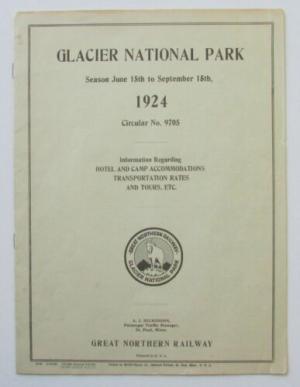 GLACIER NATIONAL PARK
Season June 15th to September 15th,
1924
Circular No. 9705
Information Regarding
HOTEL AND CAMP ACCOMMODATIONS
TRANSPORTATION RATES
AND TOURS, ETC.
GREAT NORTHERN RAILWAY
GLACIER NATIONAL PARK
A. J. DICKINSON,
Passenger Traffic Manager,
St. Paul, Minn.
GREAT NORTHERN RAILWAY